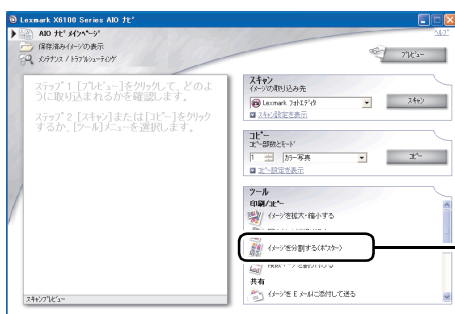 Lexmark X6100 Series AIO ナビ
AIO ナビ メインページ
保存済みイメージの表示
メンテナンス / トラブルシューティング
ヘルプ
プレビュー
ステップ 1 [プレビュー]をクリックして、どのよ
うに取り込まれるかを確認します。
ステップ 2 [スキャン]または[コピー]をクリック
するか、[ツール]メニューを選択します。
スキャン
イメージの取り込み先
Lexmark フォトエディタ
スキャン
スキャン設定を表示
コピー
コピー部数とモード
1
カラー写真
コピー
コピー設定を表示
ツール
印刷/コピー
イメージを拡大・縮小する
イメージを分割する(ポスター)
共有
イメージを E メールに添付して送る
スキャンプレビュー